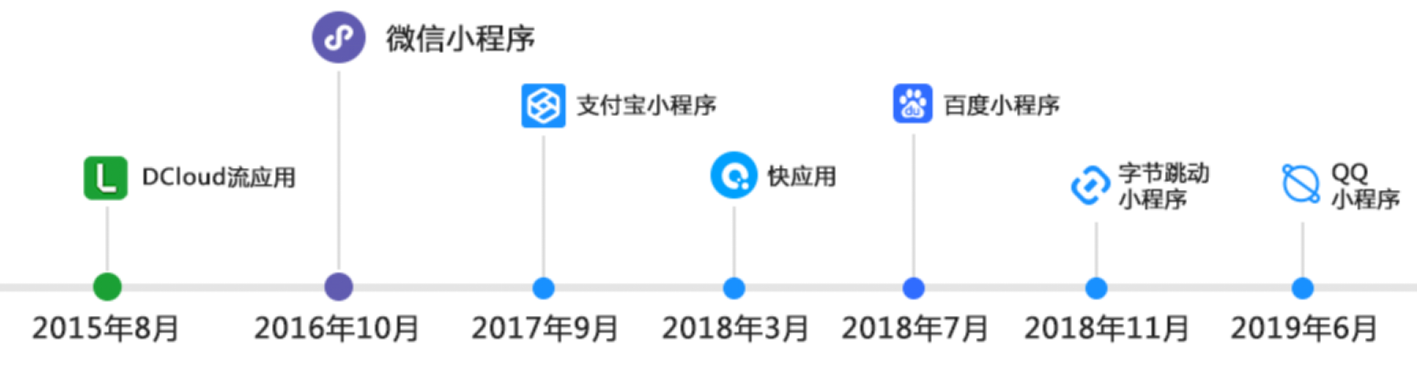 微信小程序
支付宝小程序
百度小程序
DCloud流应用
快应用
字节跳动
小程序
QQ
小程序
2015年8月
2016年10月
2017年9月
2018年3月
2018年7月
2018年11月
2019年6月